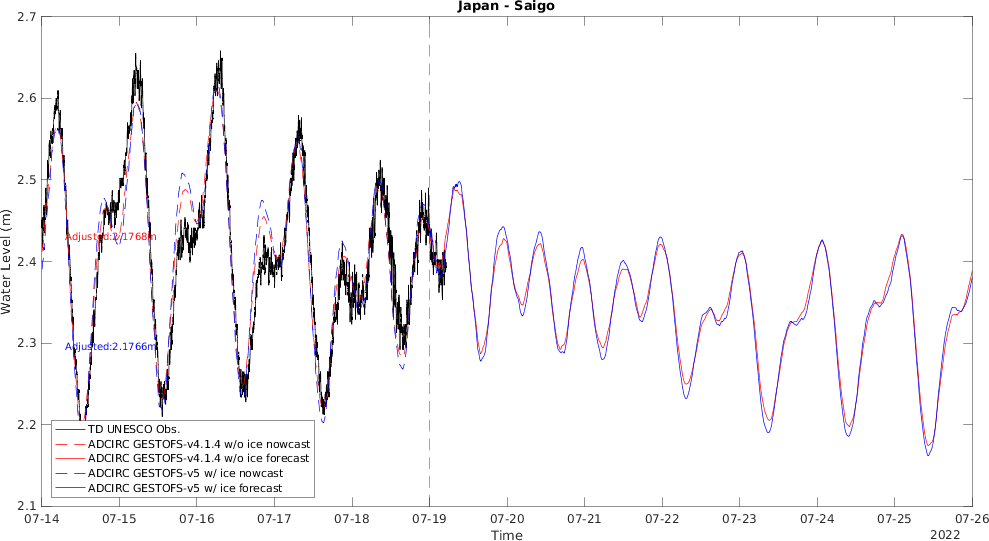 Japan - Saigo
2.7
2.6
2.5
2.4
2.3
2.2
2.1
Water Level (m)
Adjusted:2.1768m
Adjusted:2.1766m
TD UNESCO Obs.
ADCIRC GESTOFS-v4.1.4 w/o ice nowcast
ADCIRC GESTOFS-v4.1.4 w/o ice forecast
ADCIRC GESTOFS-v5 w/ ice nowcast
ADCIRC GESTOFS-v5 w/ ice forecast
07-14 07-15 07-16 07-17 07-18 07-19 07-20 07-21 07-22 07-23 07-24 07-25 07-26
Time
2022